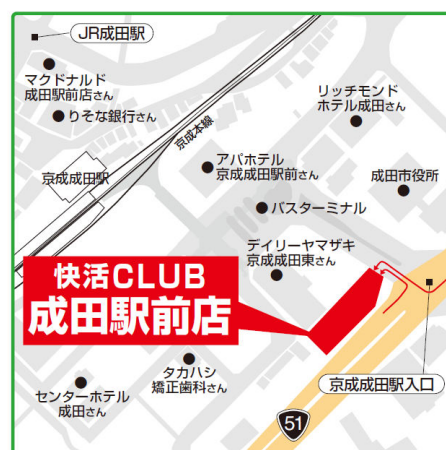 JR成田駅
マクドナルド
成田駅前店さん
りそな銀行さん
京成本線
京成成田駅
リッチモンド
ホテル成田さん
アパホテル
京成成田駅前さん
成田市役所
バスターミナル
デイリーヤマザキ
京成成田東さん
快活CLUB
成田駅前店
タカハシ
矯正歯科さん
センターホテル
成田さん
京成成田駅入口
51